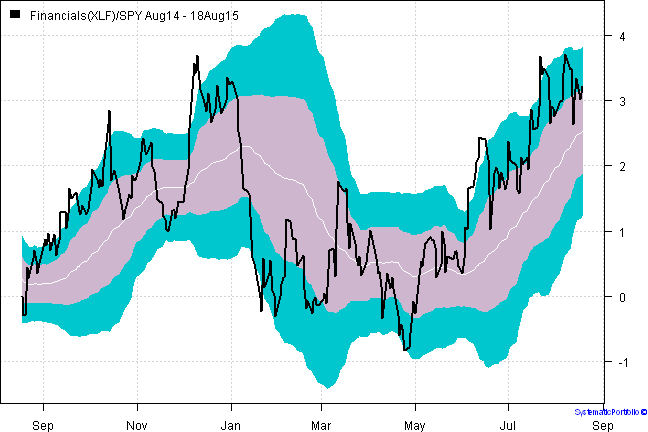 Financials(XLF)/SPY Aug14 - 18Aug15
4
3
2
1
0
-1
Sep Nov Jan Mar May Jul Sep
SystematicPortfolio ©